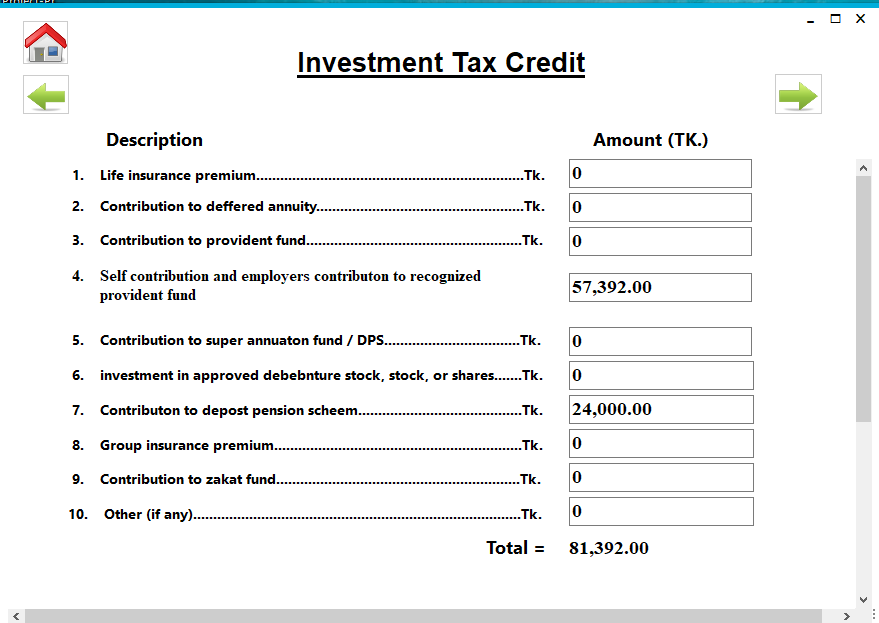 Investment Tax Credit
Description Amount (TK.)
1. Life insurance premium...................................................................Tk. 0
2. Contribution to deffered annuity....................................................Tk. 0
3. Contribution to provident fund......................................................Tk. 0
4. Self contribution and employers contributon to recognized
provident fund 57,392.00
5. Contribution to super annuaton fund / DPS..................................Tk. 0
6. investment in approved debebnture stock, stock, or shares.......Tk. 0
7. Contributon to depost pension scheem.........................................Tk. 24,000.00
8. Group insurance premium..............................................................Tk. 0
9. Contribution to zakat fund.............................................................Tk. 0
10. Other (if any)..................................................................................Tk. 0
Total = 81,392.00